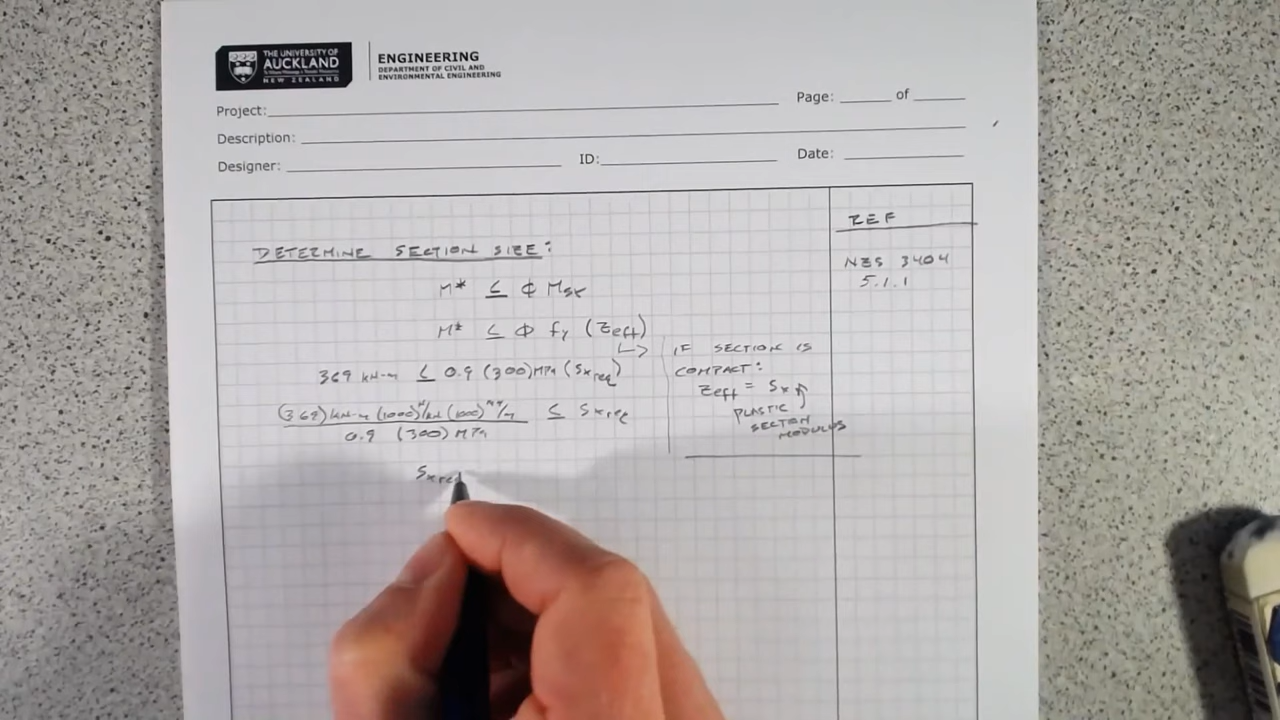 THE UNIVERSITY OF
AUCKLAND
NEW ZEALAND
ENGINEERING
DEPARTMENT OF CIVIL AND
ENVIRONMENTAL ENGINEERING
Project:
Page: of
Description:
Designer: ID: Date:
REF
DETERMINE SECTION SIZE:
NZS 3404
5.1.1
M* ≤ φ Msx
M* ≤ φ fy (Zeff)
IF SECTION IS
COMPACT:
Zeff = Sx
PLASTIC
SECTION
MODULUS
369 kN-m ≤ 0.9 (300)MPa (Sxreq)
(369)kN-m (1000)N/kN (1000)mm/m ≤ Sxreq
0.9 (300) MPa
Sxreq